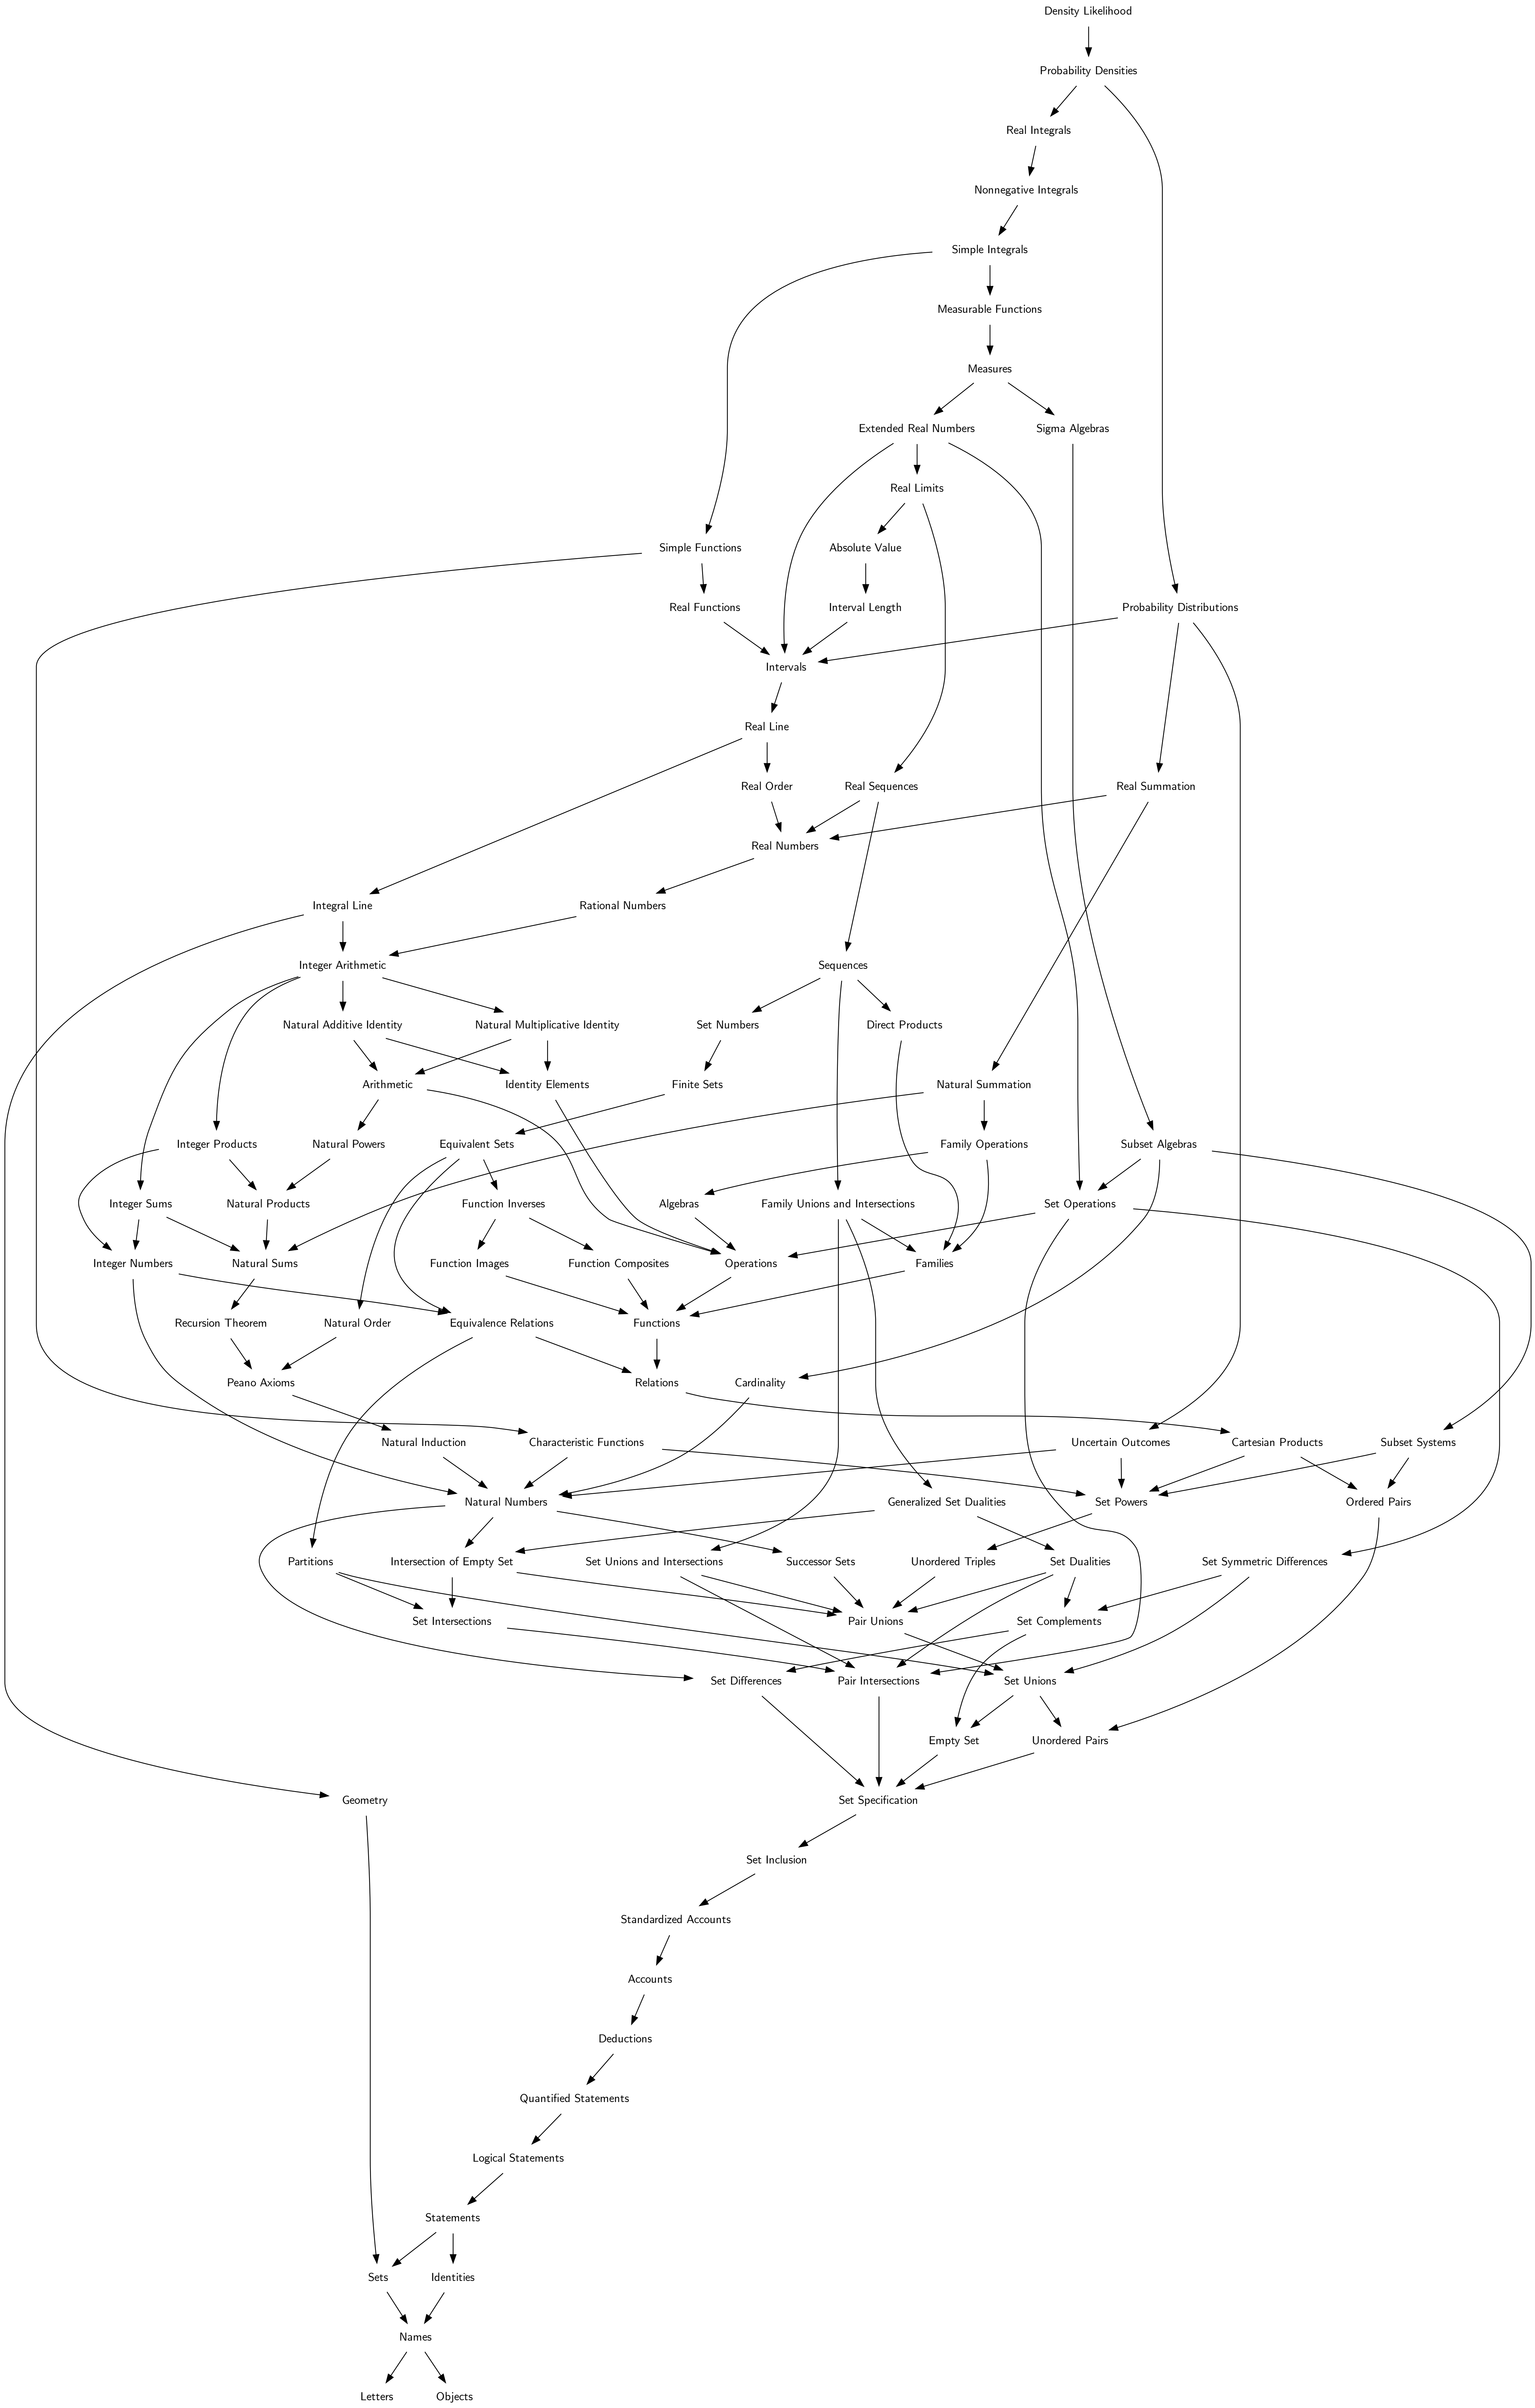 Density Likelihood
Probability Densities
Real Integrals
Nonnegative Integrals
Simple Integrals
Measurable Functions
Measures
Extended Real Numbers
Sigma Algebras
Real Limits
Simple Functions
Absolute Value
Real Functions
Interval Length
Probability Distributions
Intervals
Real Line
Real Order
Real Sequences
Real Summation
Real Numbers
Integral Line
Rational Numbers
Integer Arithmetic
Sequences
Natural Additive Identity
Natural Multiplicative Identity
Set Numbers
Direct Products
Arithmetic
Identity Elements
Finite Sets
Natural Summation
Integer Products
Natural Powers
Equivalent Sets
Family Operations
Subset Algebras
Integer Sums
Natural Products
Function Inverses
Algebras
Family Unions and Intersections
Set Operations
Integer Numbers
Natural Sums
Function Images
Function Composites
Operations
Families
Recursion Theorem
Natural Order
Equivalence Relations
Functions
Peano Axioms
Relations
Cardinality
Natural Induction
Characteristic Functions
Uncertain Outcomes
Cartesian Products
Subset Systems
Natural Numbers
Generalized Set Dualities
Set Powers
Ordered Pairs
Partitions
Intersection of Empty Set
Set Unions and Intersections
Successor Sets
Unordered Triples
Set Dualities
Set Symmetric Differences
Set Intersections
Pair Unions
Set Complements
Set Differences
Pair Intersections
Set Unions
Empty Set
Unordered Pairs
Geometry
Set Specification
Set Inclusion
Standardized Accounts
Accounts
Deductions
Quantified Statements
Logical Statements
Statements
Sets
Identities
Names
Letters
Objects